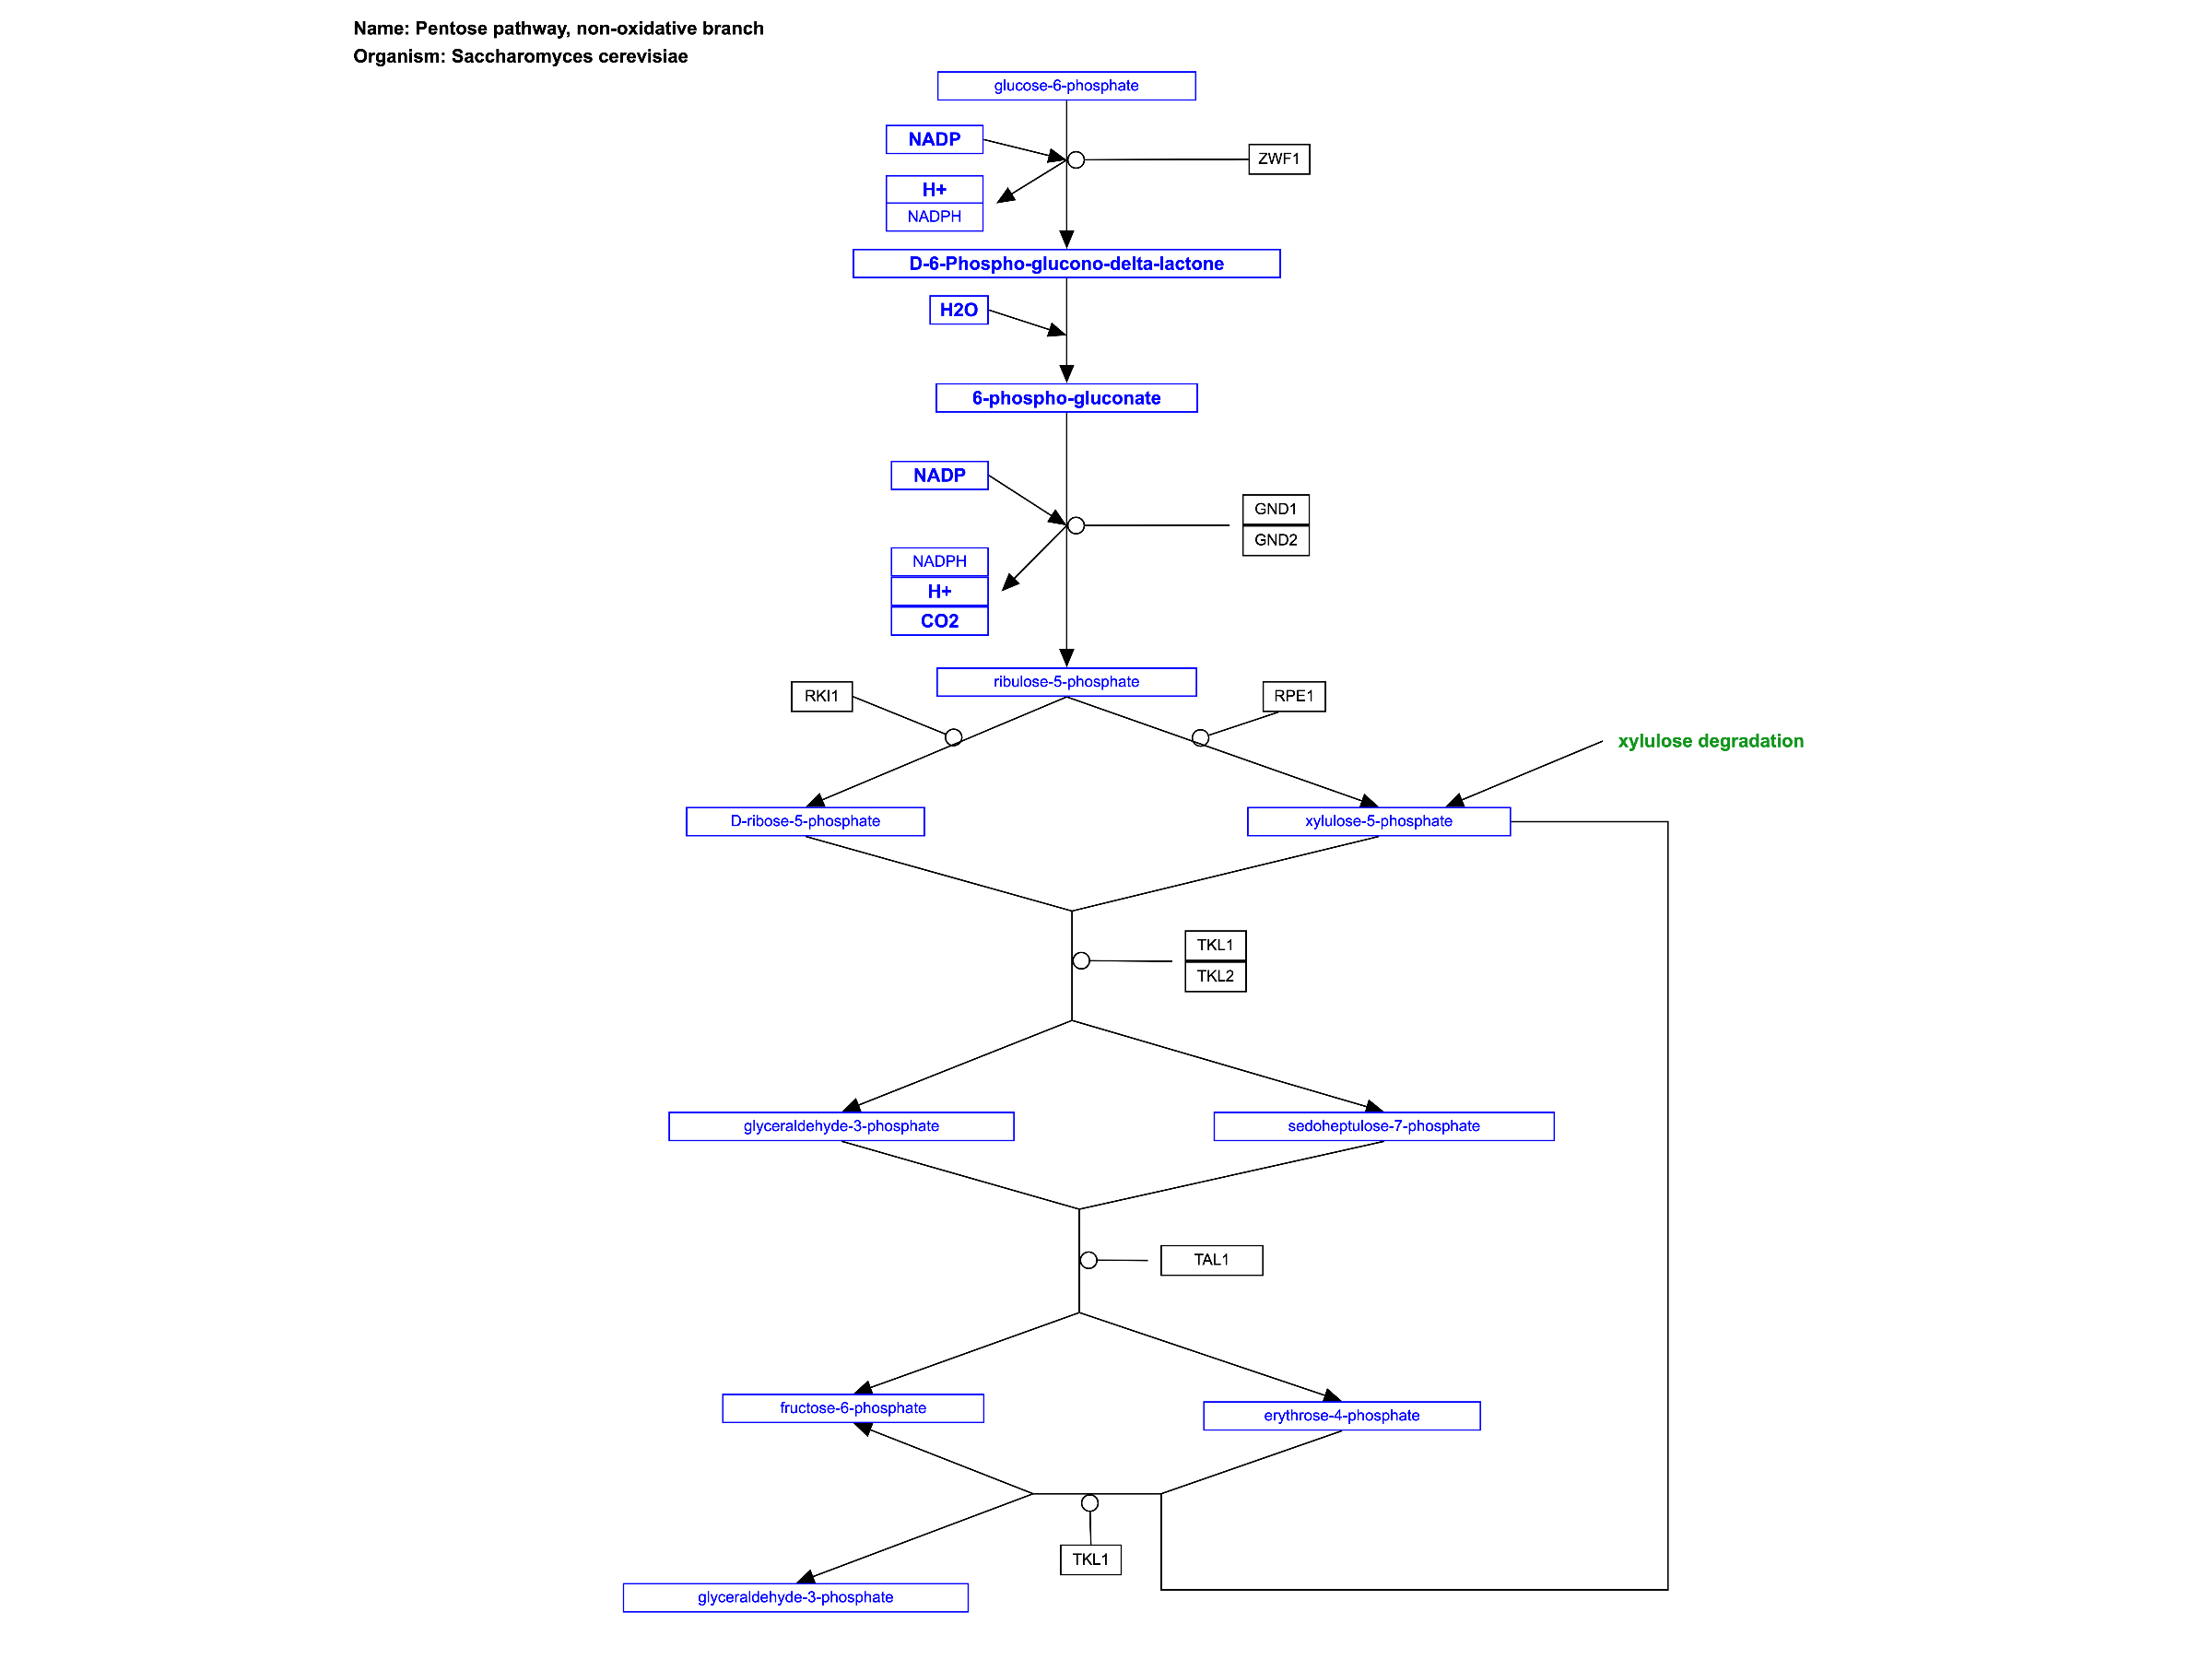 Name: Pentose pathway, non-oxidative branch
Organism: Saccharomyces cerevisiae
glucose-6-phosphate
NADP
ZWF1
H+
NADPH
D-6-Phospho-glucono-delta-lactone
H2O
6-phospho-gluconate
NADP
GND1
GND2
NADPH
H+
CO2
ribulose-5-phosphate
RKI1
RPE1
xylulose degradation
D-ribose-5-phosphate
xylulose-5-phosphate
TKL1
TKL2
glyceraldehyde-3-phosphate
sedoheptulose-7-phosphate
TAL1
fructose-6-phosphate
erythrose-4-phosphate
TKL1
glyceraldehyde-3-phosphate